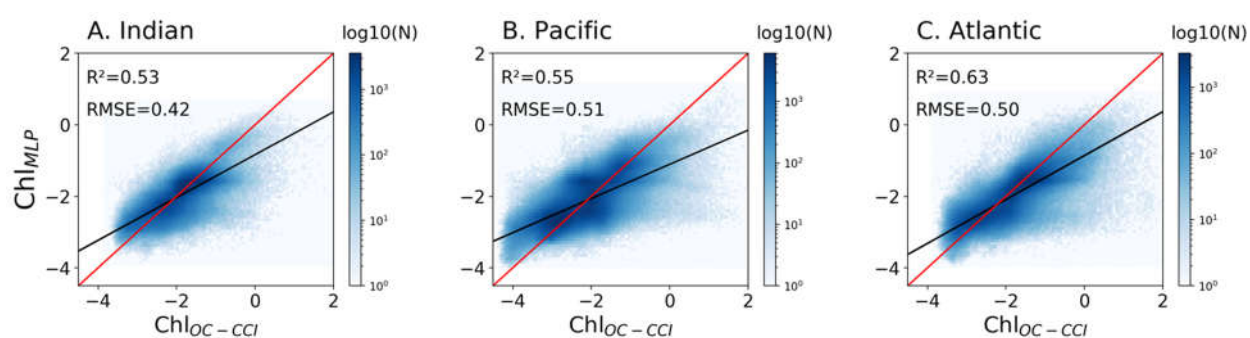 A. Indian
log10(N)
R²=0.53
RMSE=0.42
Chl_MLP
2
0
−2
−4
−4 −2 0 2
Chl_OC−CCI
10³
10²
10¹
10⁰
B. Pacific
log10(N)
R²=0.55
RMSE=0.51
2
0
−2
−4
−4 −2 0 2
Chl_OC−CCI
10³
10²
10¹
10⁰
C. Atlantic
log10(N)
R²=0.63
RMSE=0.50
2
0
−2
−4
−4 −2 0 2
Chl_OC−CCI
10³
10²
10¹
10⁰